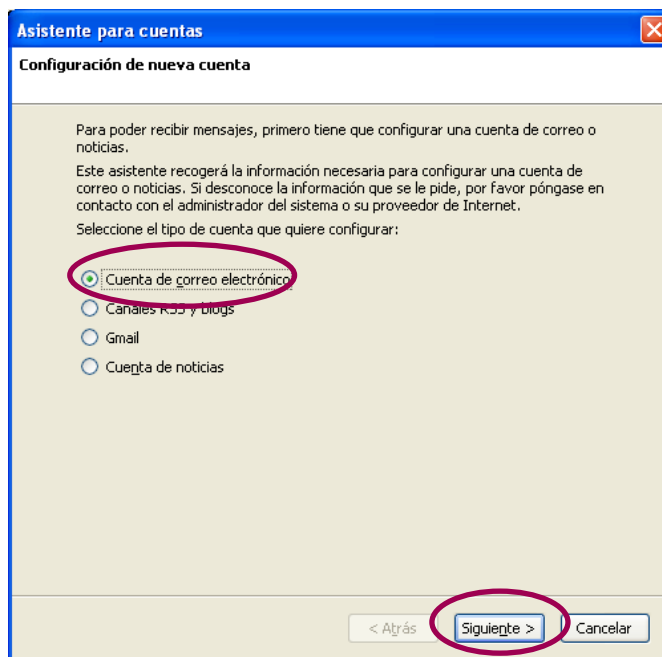 Asistente para cuentas
Configuración de nueva cuenta
Para poder recibir mensajes, primero tiene que configurar una cuenta de correo o
noticias.
Este asistente recogerá la información necesaria para configurar una cuenta de
correo o noticias. Si desconoce la información que se le pide, por favor póngase en
contacto con el administrador del sistema o su proveedor de Internet.
Seleccione el tipo de cuenta que quiere configurar:
Cuenta de correo electrónico
Canales RSS y blogs
Gmail
Cuenta de noticias
< Atrás Siguiente > Cancelar